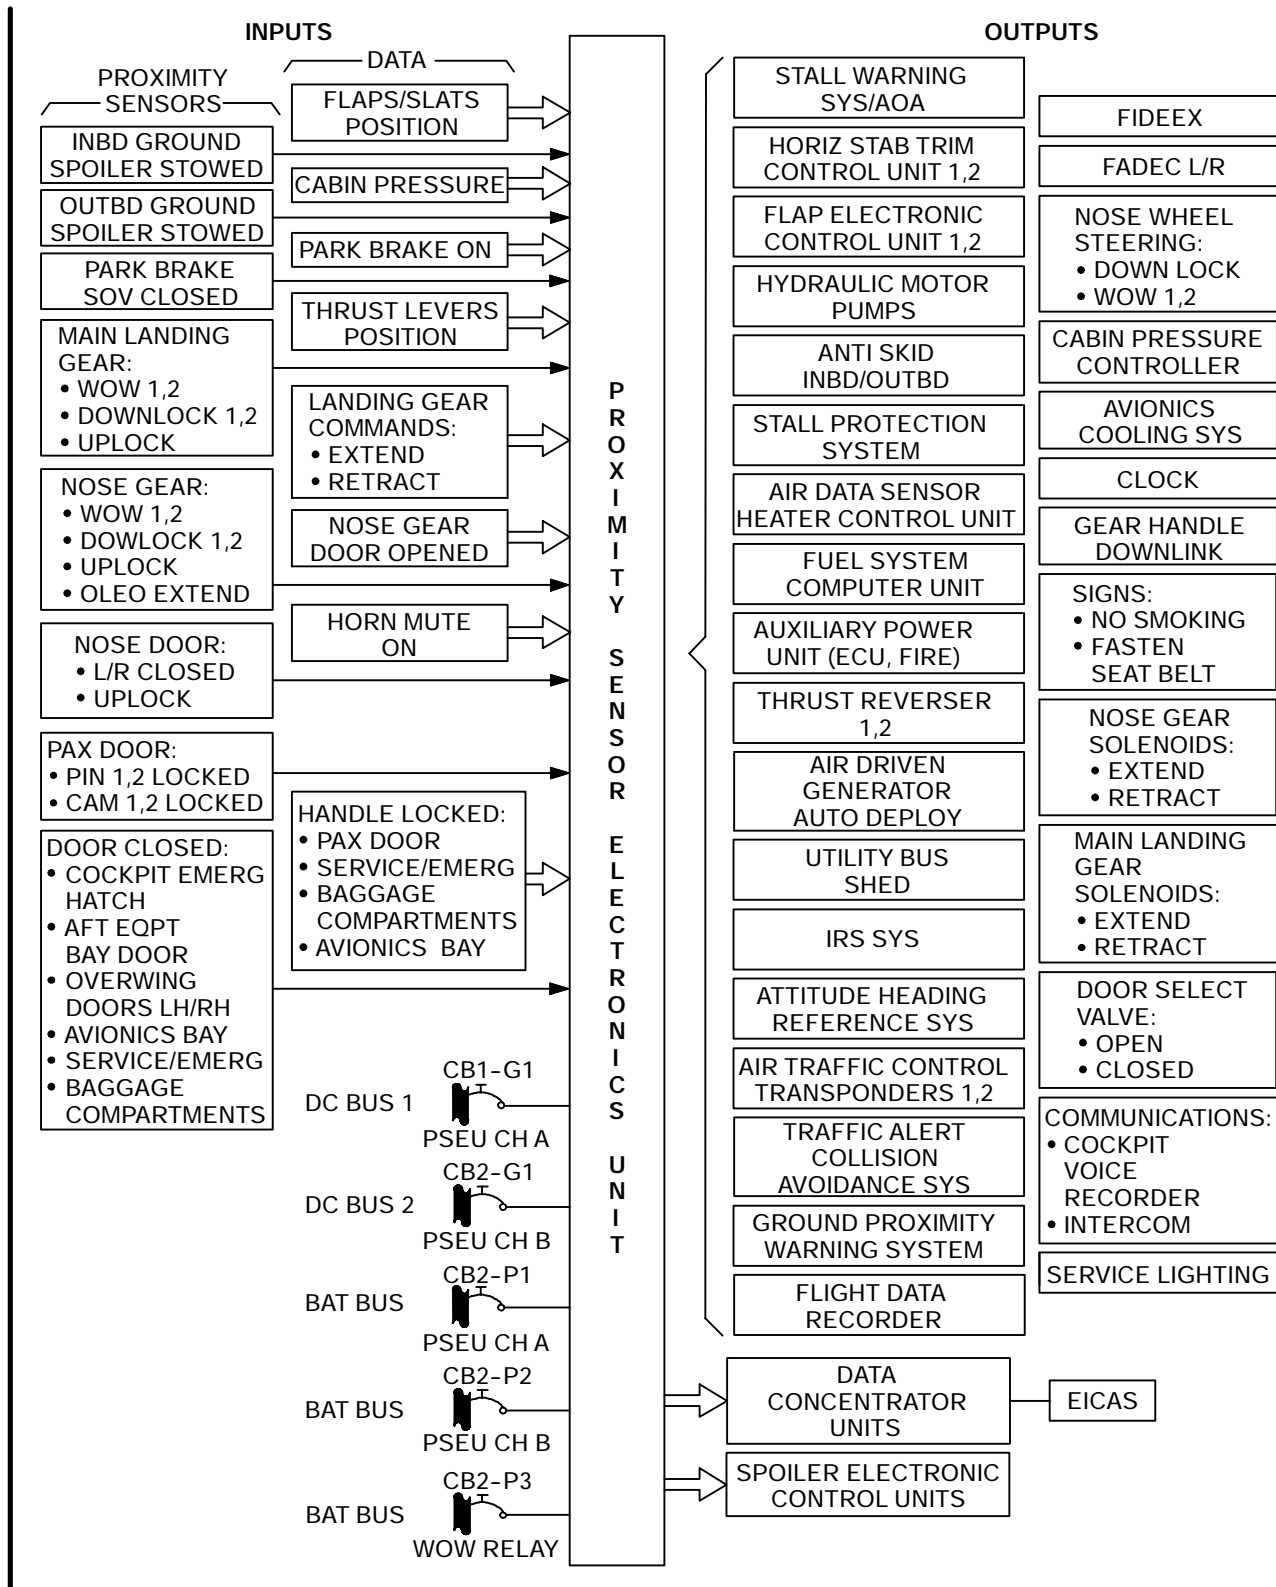 INPUTS
PROXIMITY
SENSORS
INBD GROUND
SPOILER STOWED
OUTBD GROUND
SPOILER STOWED
PARK BRAKE
SOV CLOSED
MAIN LANDING
GEAR:
• WOW 1,2
• DOWNLOCK 1,2
• UPLOCK
NOSE GEAR:
• WOW 1,2
• DOWLOCK 1,2
• UPLOCK
• OLEO EXTEND
NOSE DOOR:
• L/R CLOSED
• UPLOCK
PAX DOOR:
• PIN 1,2 LOCKED
• CAM 1,2 LOCKED
DOOR CLOSED:
• COCKPIT EMERG
HATCH
• AFT EQPT
BAY DOOR
• OVERWING
DOORS LH/RH
• AVIONICS BAY
• SERVICE/EMERG
• BAGGAGE
COMPARTMENTS
DATA
FLAPS/SLATS
POSITION
CABIN PRESSURE
PARK BRAKE ON
THRUST LEVERS
POSITION
LANDING GEAR
COMMANDS:
• EXTEND
• RETRACT
NOSE GEAR
DOOR OPENED
HORN MUTE
ON
HANDLE LOCKED:
• PAX DOOR
• SERVICE/EMERG
• BAGGAGE
COMPARTMENTS
• AVIONICS BAY
CB1-G1
DC BUS 1
PSEU CH A
CB2-G1
DC BUS 2
PSEU CH B
CB2-P1
BAT BUS
PSEU CH A
CB2-P2
BAT BUS
PSEU CH B
CB2-P3
BAT BUS
WOW RELAY
PROXIMITY SENSOR ELECTRONICS UNIT
OUTPUTS
STALL WARNING
SYS/AOA
HORIZ STAB TRIM
CONTROL UNIT 1,2
FLAP ELECTRONIC
CONTROL UNIT 1,2
HYDRAULIC MOTOR
PUMPS
ANTI SKID
INBD/OUTBD
STALL PROTECTION
SYSTEM
AIR DATA SENSOR
HEATER CONTROL UNIT
FUEL SYSTEM
COMPUTER UNIT
AUXILIARY POWER
UNIT (ECU, FIRE)
THRUST REVERSER
1,2
AIR DRIVEN
GENERATOR
AUTO DEPLOY
UTILITY BUS
SHED
IRS SYS
ATTITUDE HEADING
REFERENCE SYS
AIR TRAFFIC CONTROL
TRANSPONDERS 1,2
TRAFFIC ALERT
COLLISION
AVOIDANCE SYS
GROUND PROXIMITY
WARNING SYSTEM
FLIGHT DATA
RECORDER
DATA
CONCENTRATOR
UNITS
EICAS
SPOILER ELECTRONIC
CONTROL UNITS
FIDEEX
FADEC L/R
NOSE WHEEL
STEERING:
• DOWN LOCK
• WOW 1,2
CABIN PRESSURE
CONTROLLER
AVIONICS
COOLING SYS
CLOCK
GEAR HANDLE
DOWNLINK
SIGNS:
• NO SMOKING
• FASTEN
SEAT BELT
NOSE GEAR
SOLENOIDS:
• EXTEND
• RETRACT
MAIN LANDING
GEAR
SOLENOIDS:
• EXTEND
• RETRACT
DOOR SELECT
VALVE:
• OPEN
• CLOSED
COMMUNICATIONS:
• COCKPIT
VOICE
RECORDER
• INTERCOM
SERVICE LIGHTING